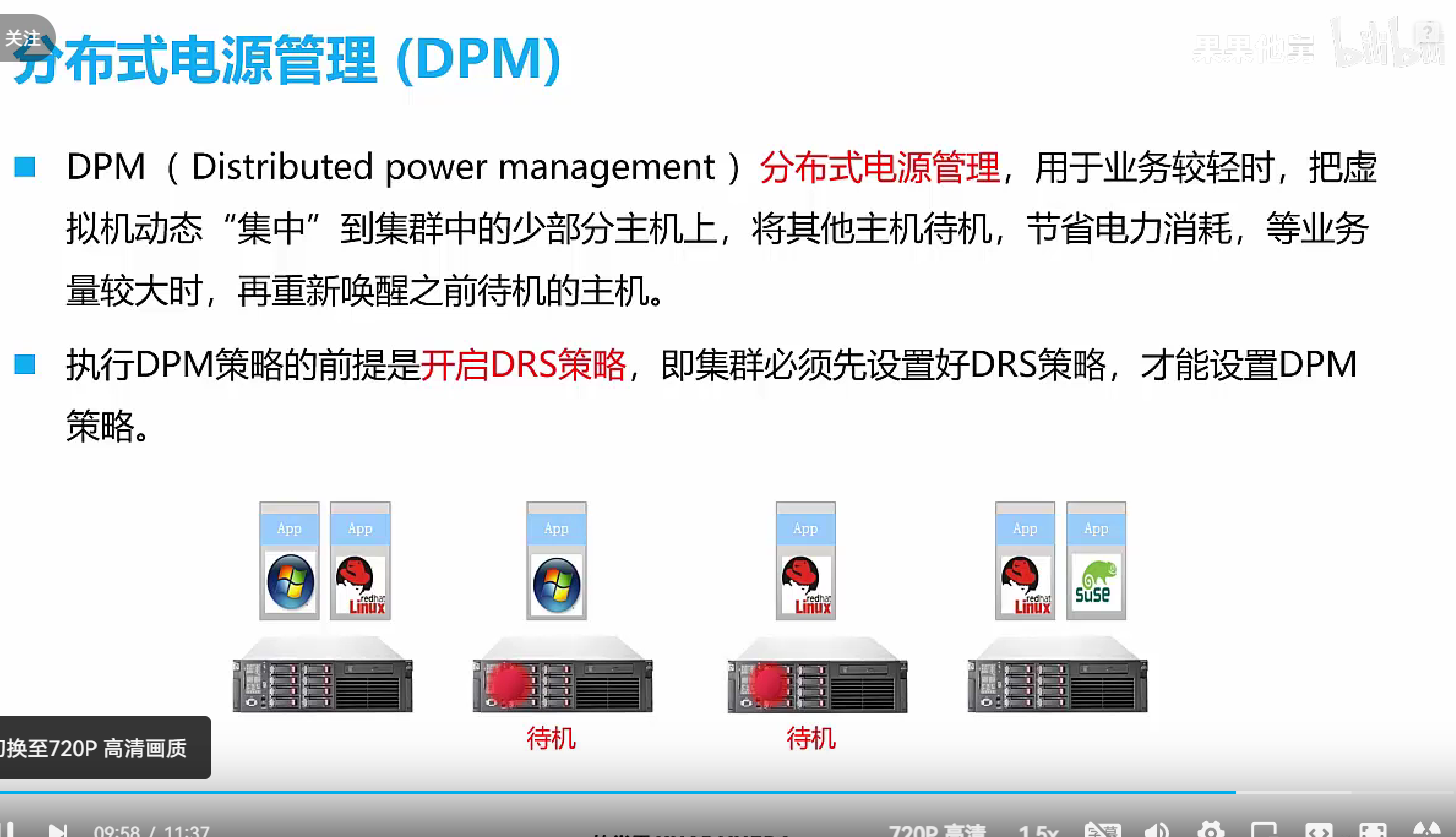 关注
分布式电源管理 (DPM)
果果他舅 bilibili
?
DPM（Distributed power management）分布式电源管理，用于业务较轻时，把虚
拟机动态“集中”到集群中的少部分主机上，将其他主机待机，节省电力消耗，等业务
量较大时，再重新唤醒之前待机的主机。
执行DPM策略的前提是开启DRS策略，即集群必须先设置好DRS策略，才能设置DPM
策略。
App App App App App App
redhat Linux redhat Linux redhat Linux suse
待机 待机
切换至720P 高清画质
09:58 / 11:37 720P 高清 1.5x 字幕